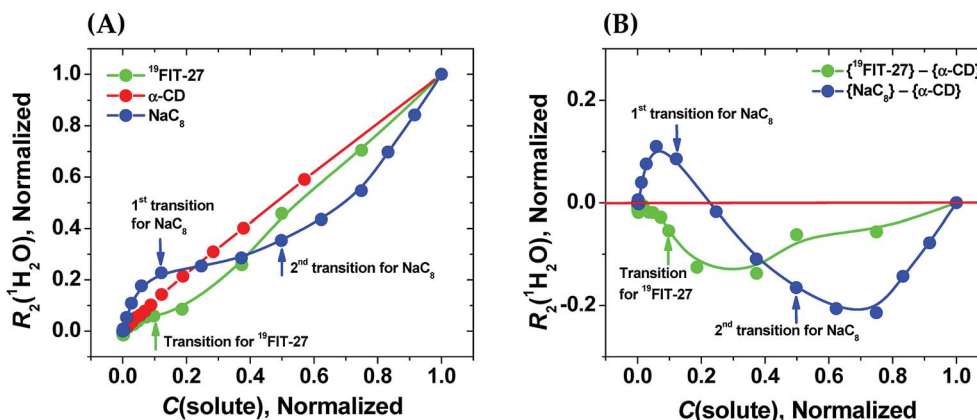 (A)
R₂(¹H₂O), Normalized
1.0
0.8
0.6
0.4
0.2
0.0
¹⁹FIT-27
α-CD
NaC₈
1ˢᵗ transition
for NaC₈
2ⁿᵈ transition for NaC₈
Transition for ¹⁹FIT-27
0.0 0.2 0.4 0.6 0.8 1.0
C(solute), Normalized
(B)
R₂(¹H₂O), Normalized
0.2
0.0
-0.2
{¹⁹FIT-27} – {α-CD}
{NaC₈} – {α-CD}
1ˢᵗ transition for NaC₈
Transition
for ¹⁹FIT-27
2ⁿᵈ transition for NaC₈
0.0 0.2 0.4 0.6 0.8 1.0
C(solute), Normalized